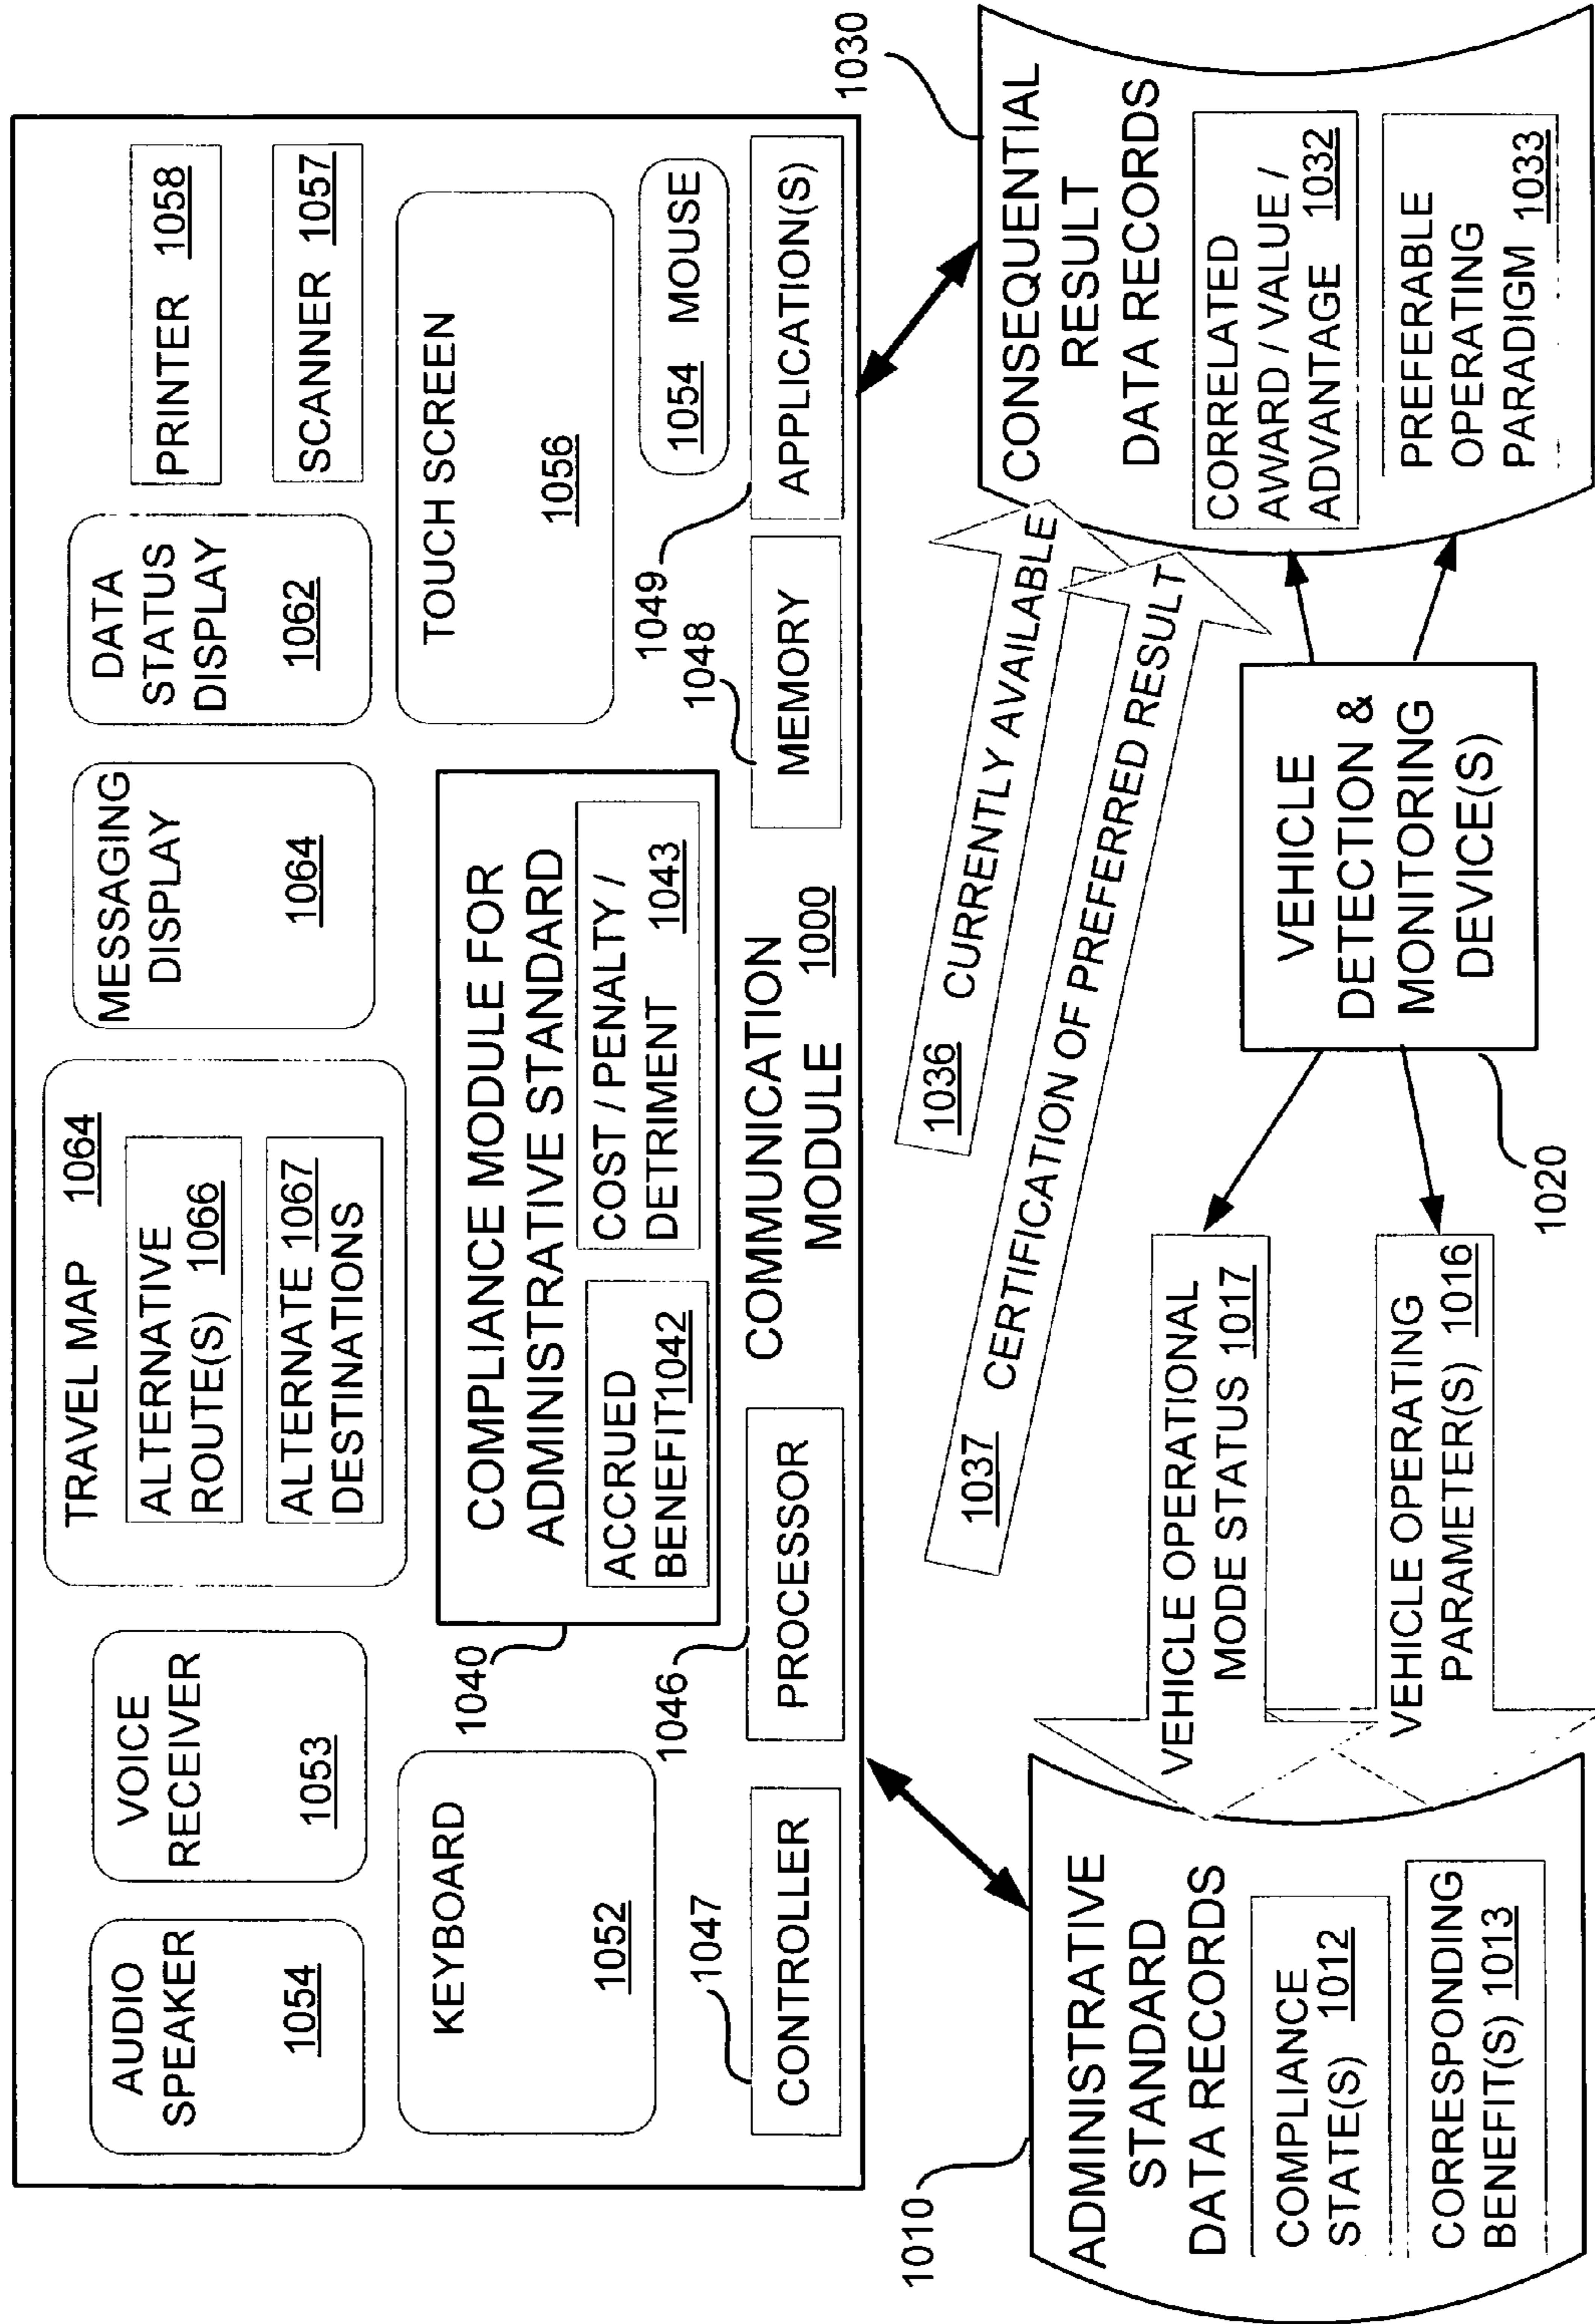 AUDIO
SPEAKER
1054
VOICE
RECEIVER
1053
TRAVEL MAP 1064
ALTERNATIVE
ROUTE(S) 1066
ALTERNATE 1067
DESTINATIONS
MESSAGING
DISPLAY
1064
DATA
STATUS
DISPLAY
1062
PRINTER 1058
SCANNER 1057
KEYBOARD
1052
1040
COMPLIANCE MODULE FOR
ADMINISTRATIVE STANDARD
ACCRUED
BENEFIT 1042
COST / PENALTY /
DETRIMENT 1043
TOUCH SCREEN
1056
1054 MOUSE
1047
CONTROLLER
1046
PROCESSOR
COMMUNICATION
MODULE 1000
1048
MEMORY
1049
APPLICATION(S)
1010
ADMINISTRATIVE
STANDARD
DATA RECORDS
COMPLIANCE
STATE(S) 1012
CORRESPONDING
BENEFIT(S) 1013
1036 CURRENTLY AVAILABLE
1037 CERTIFICATION OF PREFERRED RESULT
VEHICLE OPERATIONAL
MODE STATUS 1017
VEHICLE OPERATING
PARAMETER(S) 1016
VEHICLE
DETECTION &
MONITORING
DEVICE(S)
1020
1030
CONSEQUENTIAL
RESULT
DATA RECORDS
CORRELATED
AWARD / VALUE /
ADVANTAGE 1032
PREFERABLE
OPERATING
PARADIGM 1033